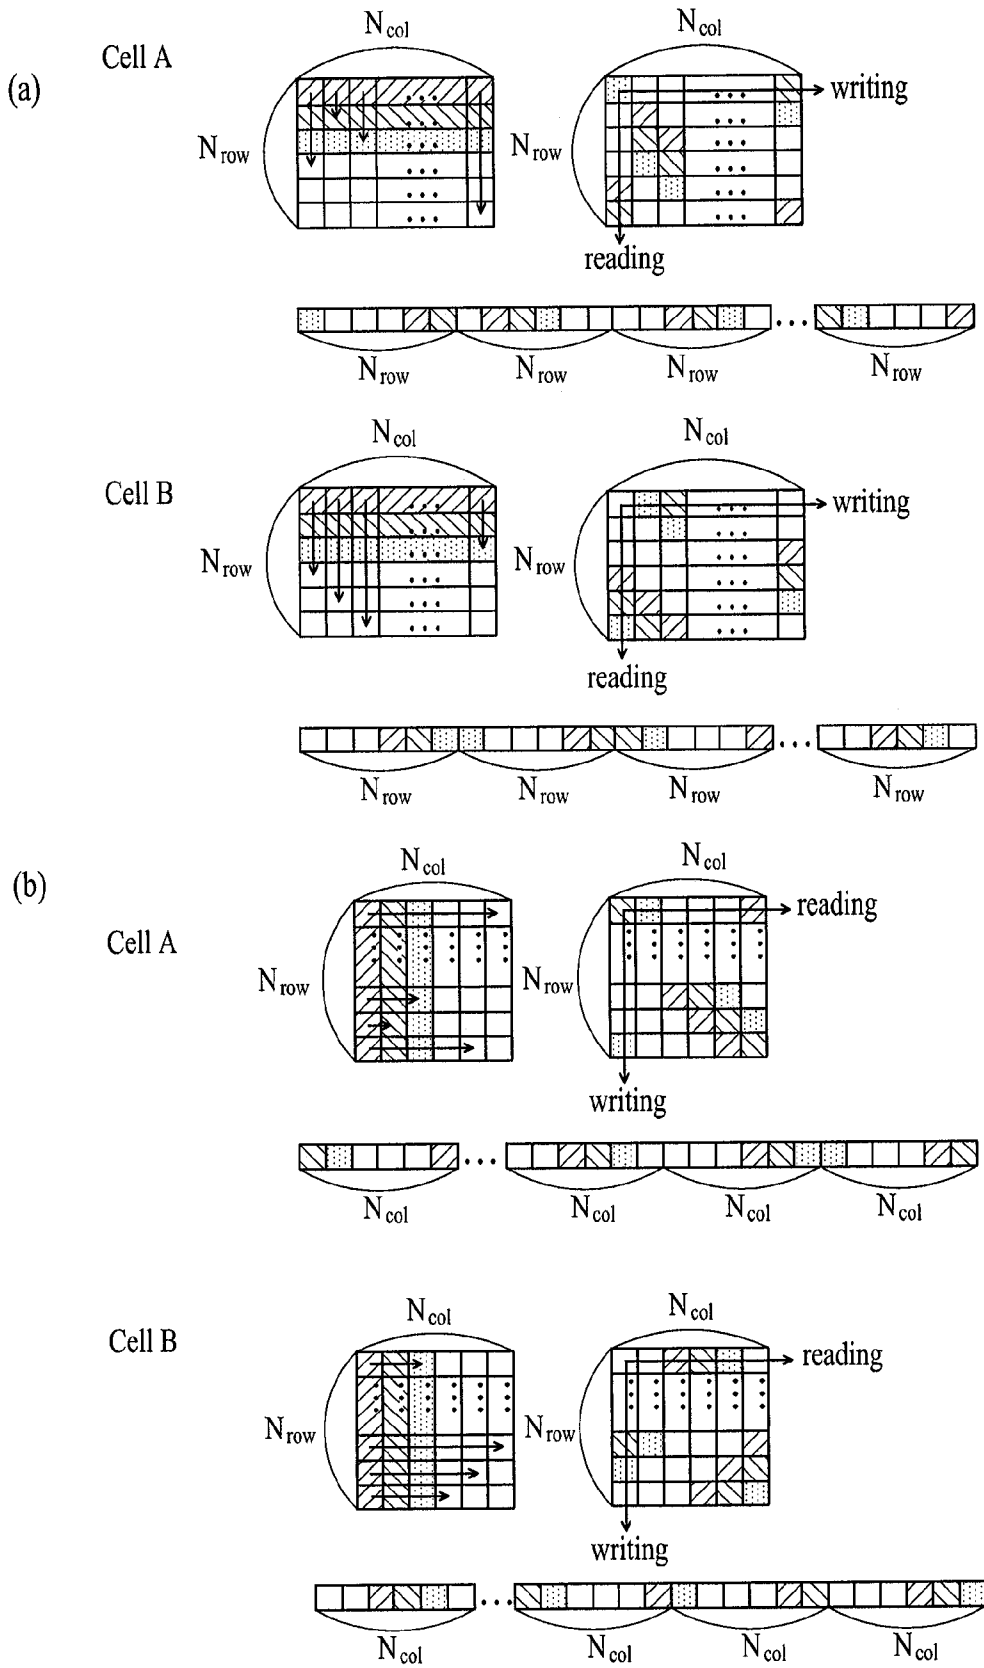 (a)
Cell A
N_col N_col
N_row N_row
writing
reading
N_row N_row N_row N_row
Cell B
N_col N_col
N_row N_row
writing
reading
N_row N_row N_row N_row
(b)
Cell A
N_col N_col
N_row N_row
reading
writing
N_col N_col N_col N_col
Cell B
N_col N_col
N_row N_row
reading
writing
N_col N_col N_col N_col